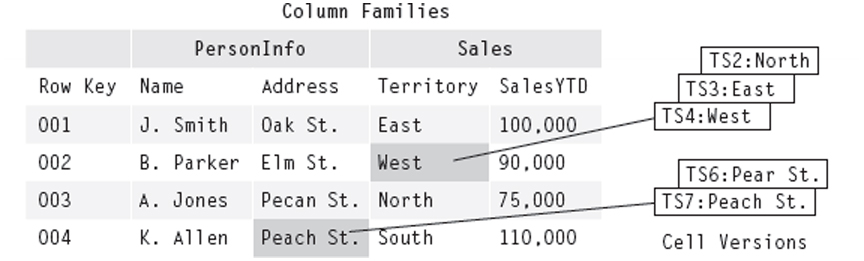 Column Families
PersonInfo Sales
Row Key Name Address Territory SalesYTD
001 J. Smith Oak St. East 100,000
002 B. Parker Elm St. West 90,000
003 A. Jones Pecan St. North 75,000
004 K. Allen Peach St. South 110,000
TS2:North
TS3:East
TS4:West
TS6:Pear St.
TS7:Peach St.
Cell Versions